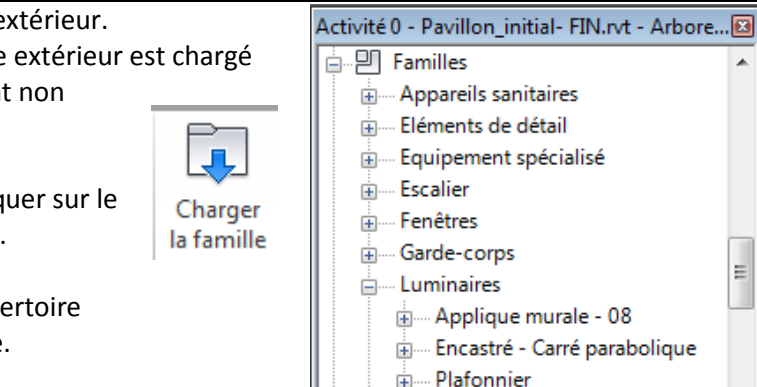 extérieur.
e extérieur est chargé
nt non
quer sur le
.
ertoire
e.
Charger
la famille
Activité 0 - Pavillon_initial- FIN.rvt - Arbore...
Familles
Appareils sanitaires
Eléments de détail
Equipement spécialisé
Escalier
Fenêtres
Garde-corps
Luminaires
Applique murale - 08
Encastré - Carré parabolique
Plafonnier